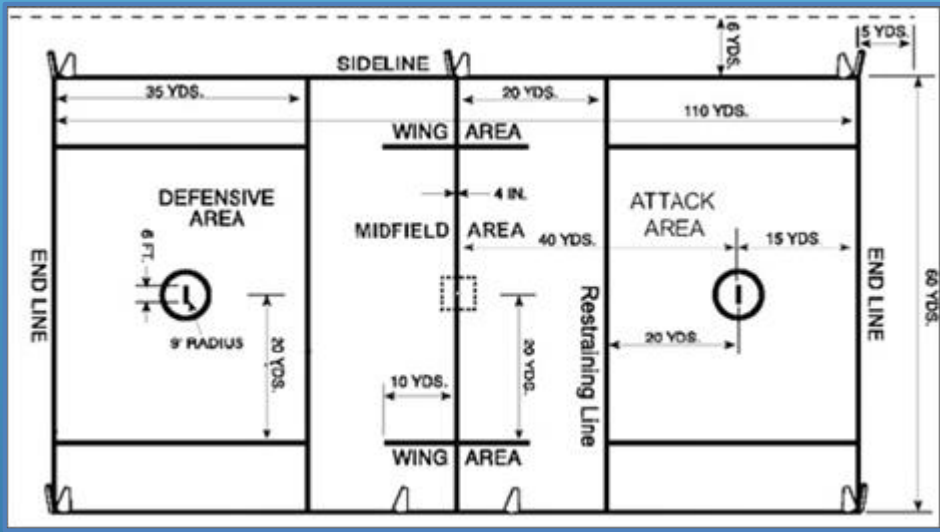 5 YDS.
6 YDS.
SIDELINE
35 YDS.
20 YDS.
110 YDS.
WING AREA
4 IN.
DEFENSIVE
AREA
ATTACK
AREA
MIDFIELD AREA
40 YDS.
15 YDS
6 FT.
END LINE
END LINE
60 YDS.
9' RADIUS
20 YDS.
20 YDS.
Restraining Line
20 YDS.
10 YDS.
WING AREA